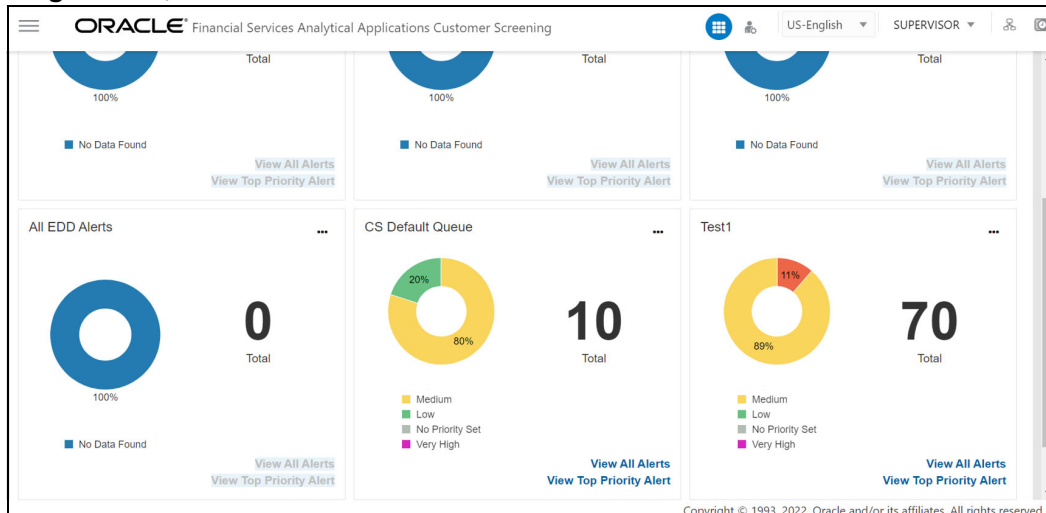 ORACLE® Financial Services Analytical Applications Customer Screening
US-English
SUPERVISOR
Total
100%
No Data Found
View All Alerts
View Top Priority Alert
Total
100%
No Data Found
View All Alerts
View Top Priority Alert
Total
100%
No Data Found
View All Alerts
View Top Priority Alert
All EDD Alerts
...
0
Total
100%
No Data Found
View All Alerts
View Top Priority Alert
CS Default Queue
...
20%
80%
10
Total
Medium
Low
No Priority Set
Very High
View All Alerts
View Top Priority Alert
Test1
...
11%
89%
70
Total
Medium
Low
No Priority Set
Very High
View All Alerts
View Top Priority Alert
Copyright © 1993, 2022, Oracle and/or its affiliates. All rights reserved.